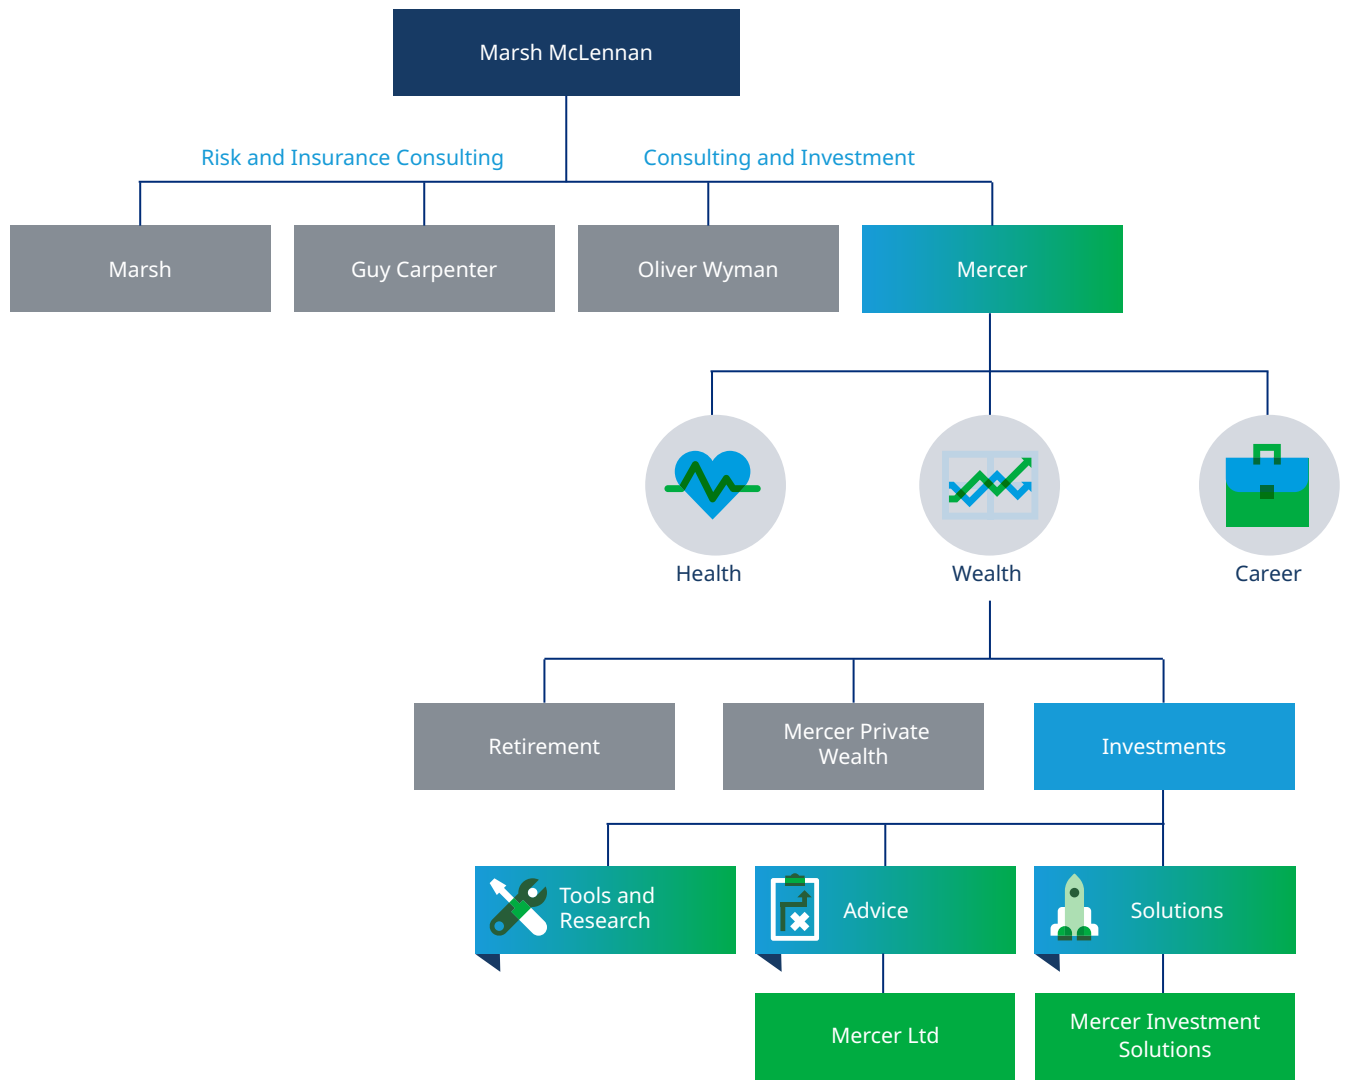 Marsh McLennan
Risk and Insurance Consulting
Consulting and Investment
Marsh
Guy Carpenter
Oliver Wyman
Mercer
Health
Wealth
Career
Retirement
Mercer Private
Wealth
Investments
Tools and
Research
Advice
Solutions
Mercer Ltd
Mercer Investment
Solutions